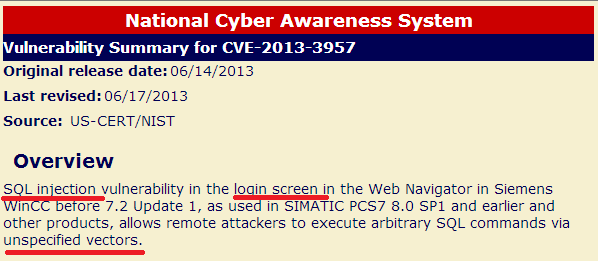 National Cyber Awareness System
Vulnerability Summary for CVE-2013-3957
Original release date: 06/14/2013
Last revised: 06/17/2013
Source: US-CERT/NIST
Overview
SQL injection vulnerability in the login screen in the Web Navigator in Siemens
WinCC before 7.2 Update 1, as used in SIMATIC PCS7 8.0 SP1 and earlier and
other products, allows remote attackers to execute arbitrary SQL commands via
unspecified vectors.